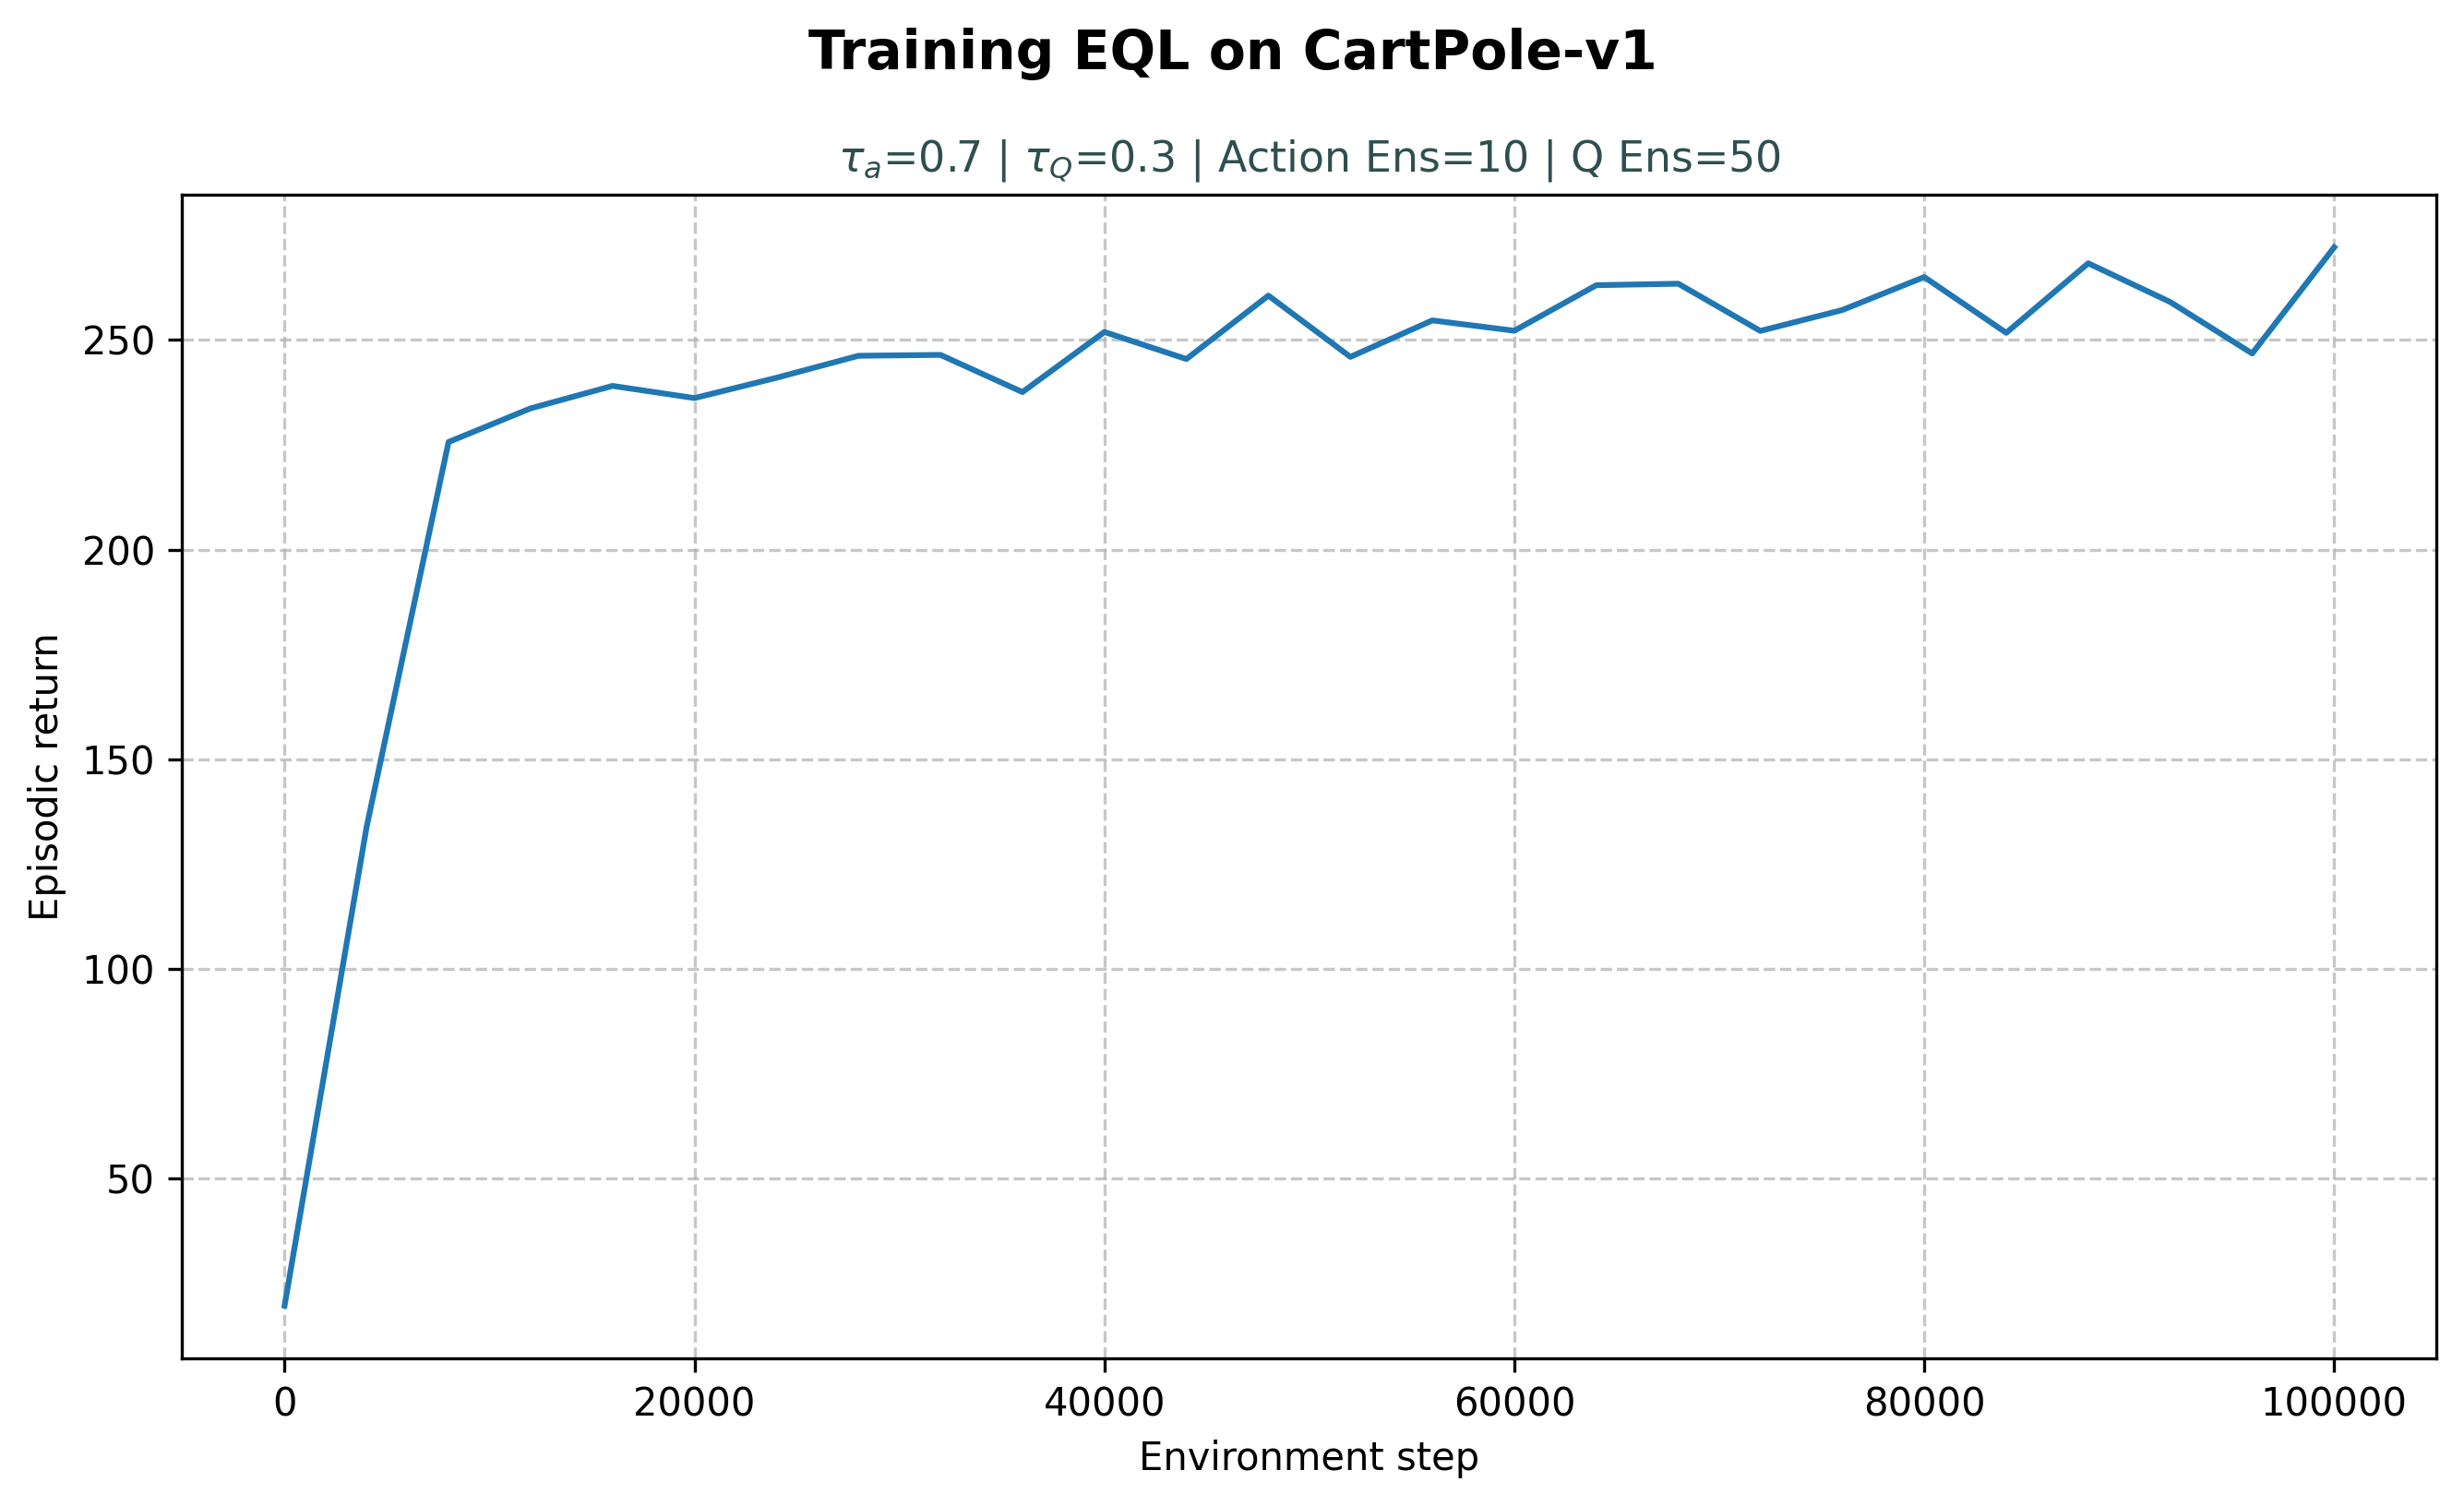 Training EQL on CartPole-v1
τa=0.7 | τQ=0.3 | Action Ens=10 | Q Ens=50
250
200
150
100
50
Episodic return
0 20000 40000 60000 80000 100000
Environment step